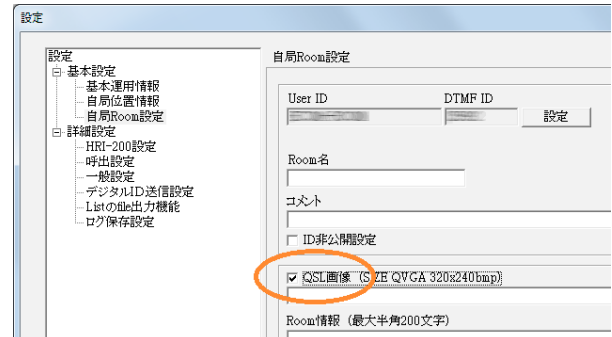 設定
設定
基本設定
基本運用情報
自局位置情報
自局Room設定
詳細設定
HRI-200設定
呼出設定
一般設定
デジタルID送信設定
Listのfile出力機能
ログ保存設定
自局Room設定
User ID DTMF ID
設定
Room名
コメント
ID非公開設定
QSL画像 (SIZE QVGA 320x240bmp)
Room情報 (最大半角200文字)